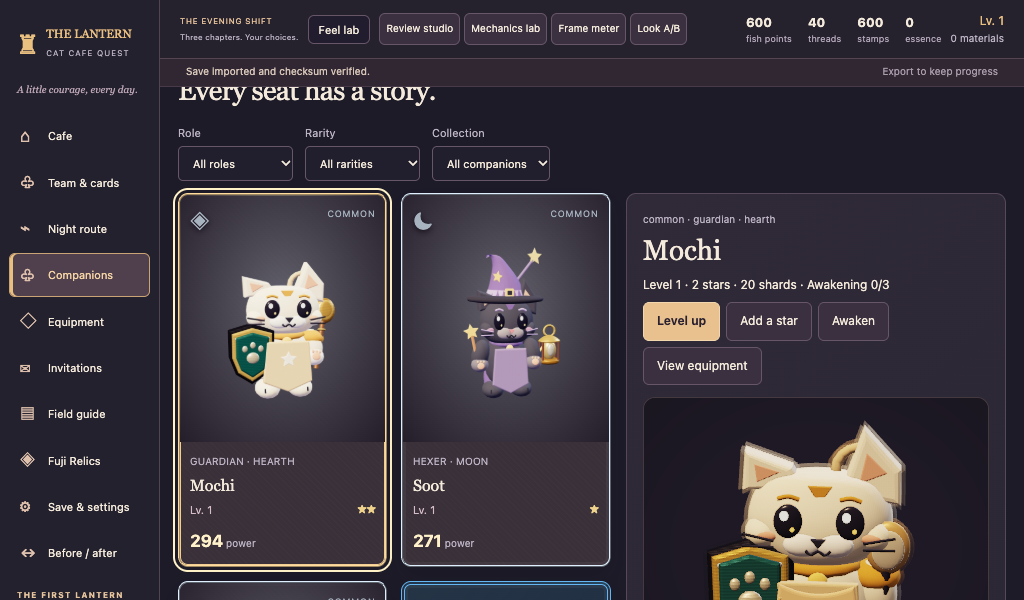 THE LANTERN
CAT CAFE QUEST
A little courage, every day.
Cafe
Team & cards
Night route
Companions
Equipment
Invitations
Field guide
Fuji Relics
Save & settings
Before / after
THE FIRST LANTERN
THE EVENING SHIFT
Three chapters. Your choices.
Feel lab
Review studio
Mechanics lab
Frame meter
Look A/B
600
fish points
40
threads
600
stamps
0
essence
Lv. 1
0 materials
Save imported and checksum verified.
Export to keep progress
Every seat has a story.
Role
Rarity
Collection
All roles
All rarities
All companions
COMMON
GUARDIAN · HEARTH
Mochi
Lv. 1
294 power
COMMON
HEXER · MOON
Soot
Lv. 1
271 power
COMMON
common · guardian · hearth
Mochi
Level 1 · 2 stars · 20 shards · Awakening 0/3
Level up
Add a star
Awaken
View equipment